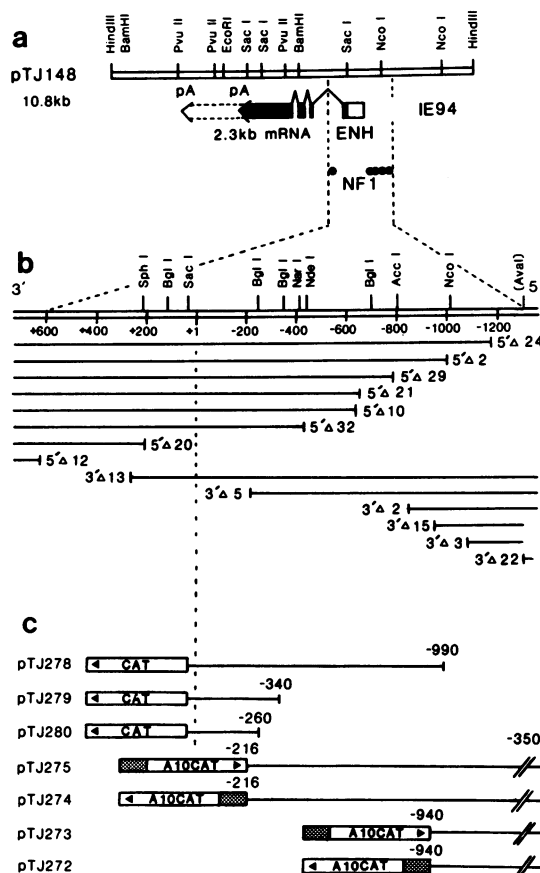 a
HindIII BamHI Pvu II Pvu II EcoRI Sac I Sac I Pvu II BamHI Sac I Nco I Nco I HindIII
pTJ148
10.8kb
pA pA
2.3kb mRNA ENH IE94
NF1
b
3´ Sph I Bgl I Sac I Bgl I Bgl I Nar I Nde I Bgl I Acc I Nco I (AvaI) 5
+600 +400 +200 +1 -200 -400 -600 -800 -1000 -1200
5´Δ 24
5´Δ 2
5´Δ 29
5´Δ 21
5´Δ 10
5´Δ 32
5´Δ 20
5´Δ 12
3´Δ 13
3´Δ 5
3´Δ 2
3´Δ 15
3´Δ 3
3´Δ 22
c
pTJ278 CAT -990
pTJ279 CAT -340
pTJ280 CAT -260
pTJ275 A10CAT -216 -350
pTJ274 A10CAT -216
pTJ273 A10CAT -940
pTJ272 A10CAT -940